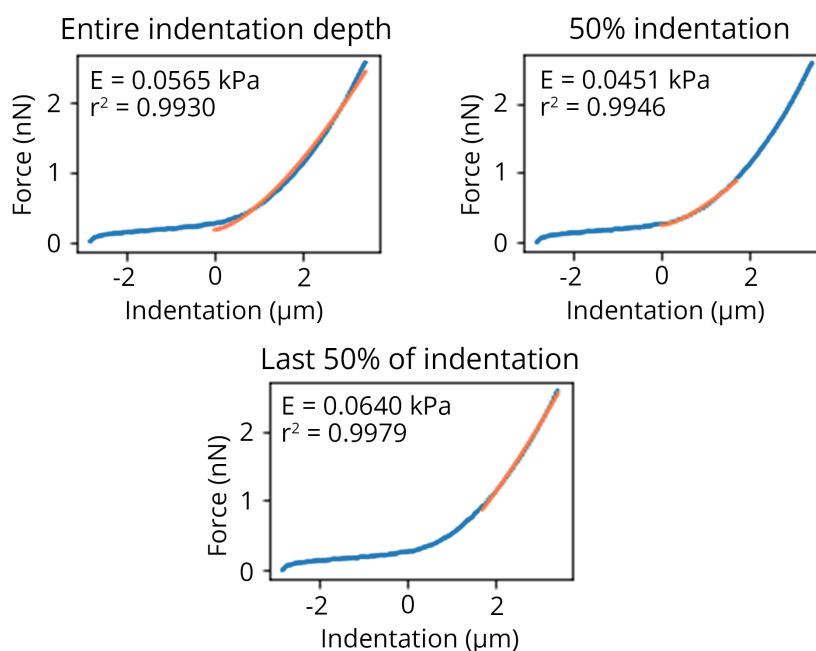 Entire indentation depth
E = 0.0565 kPa
r² = 0.9930
Force (nN)
2
1
0
-2 0 2
Indentation (µm)
50% indentation
E = 0.0451 kPa
r² = 0.9946
Force (nN)
2
1
0
-2 0 2
Indentation (µm)
Last 50% of indentation
E = 0.0640 kPa
r² = 0.9979
Force (nN)
2
1
0
-2 0 2
Indentation (µm)